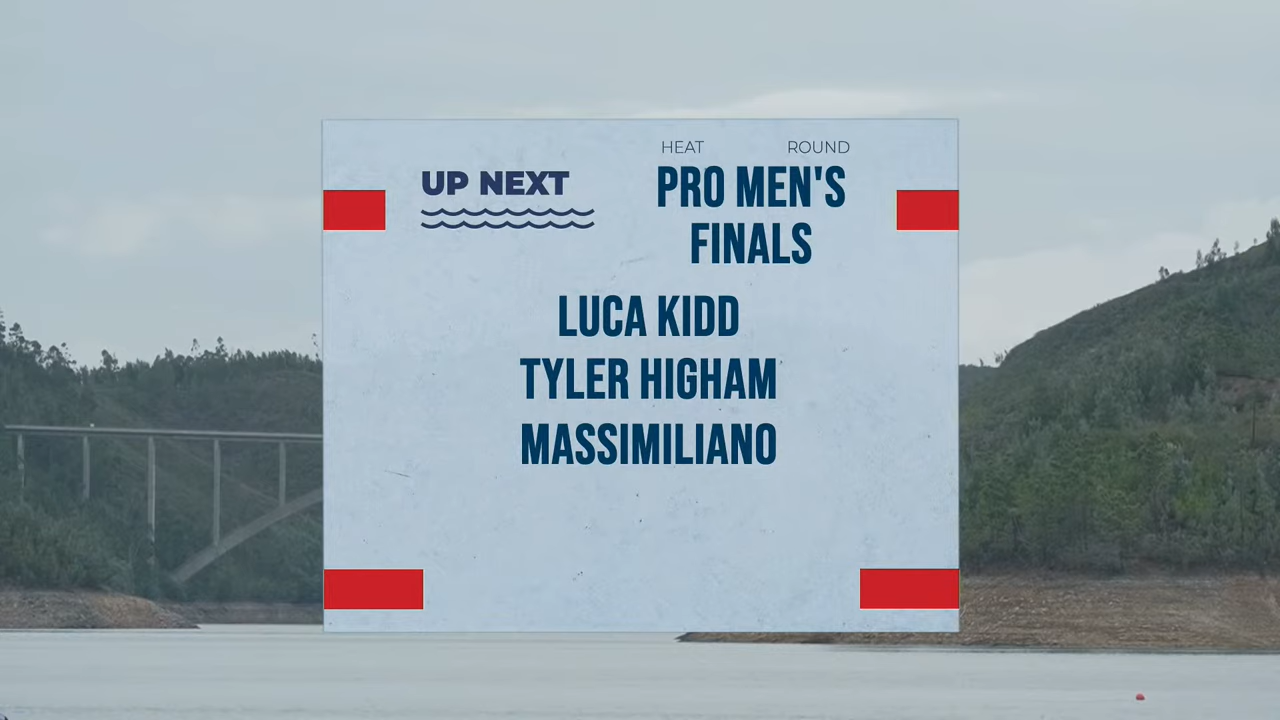 HEAT ROUND
UP NEXT
PRO MEN'S
FINALS
LUCA KIDD
TYLER HIGHAM
MASSIMILIANO